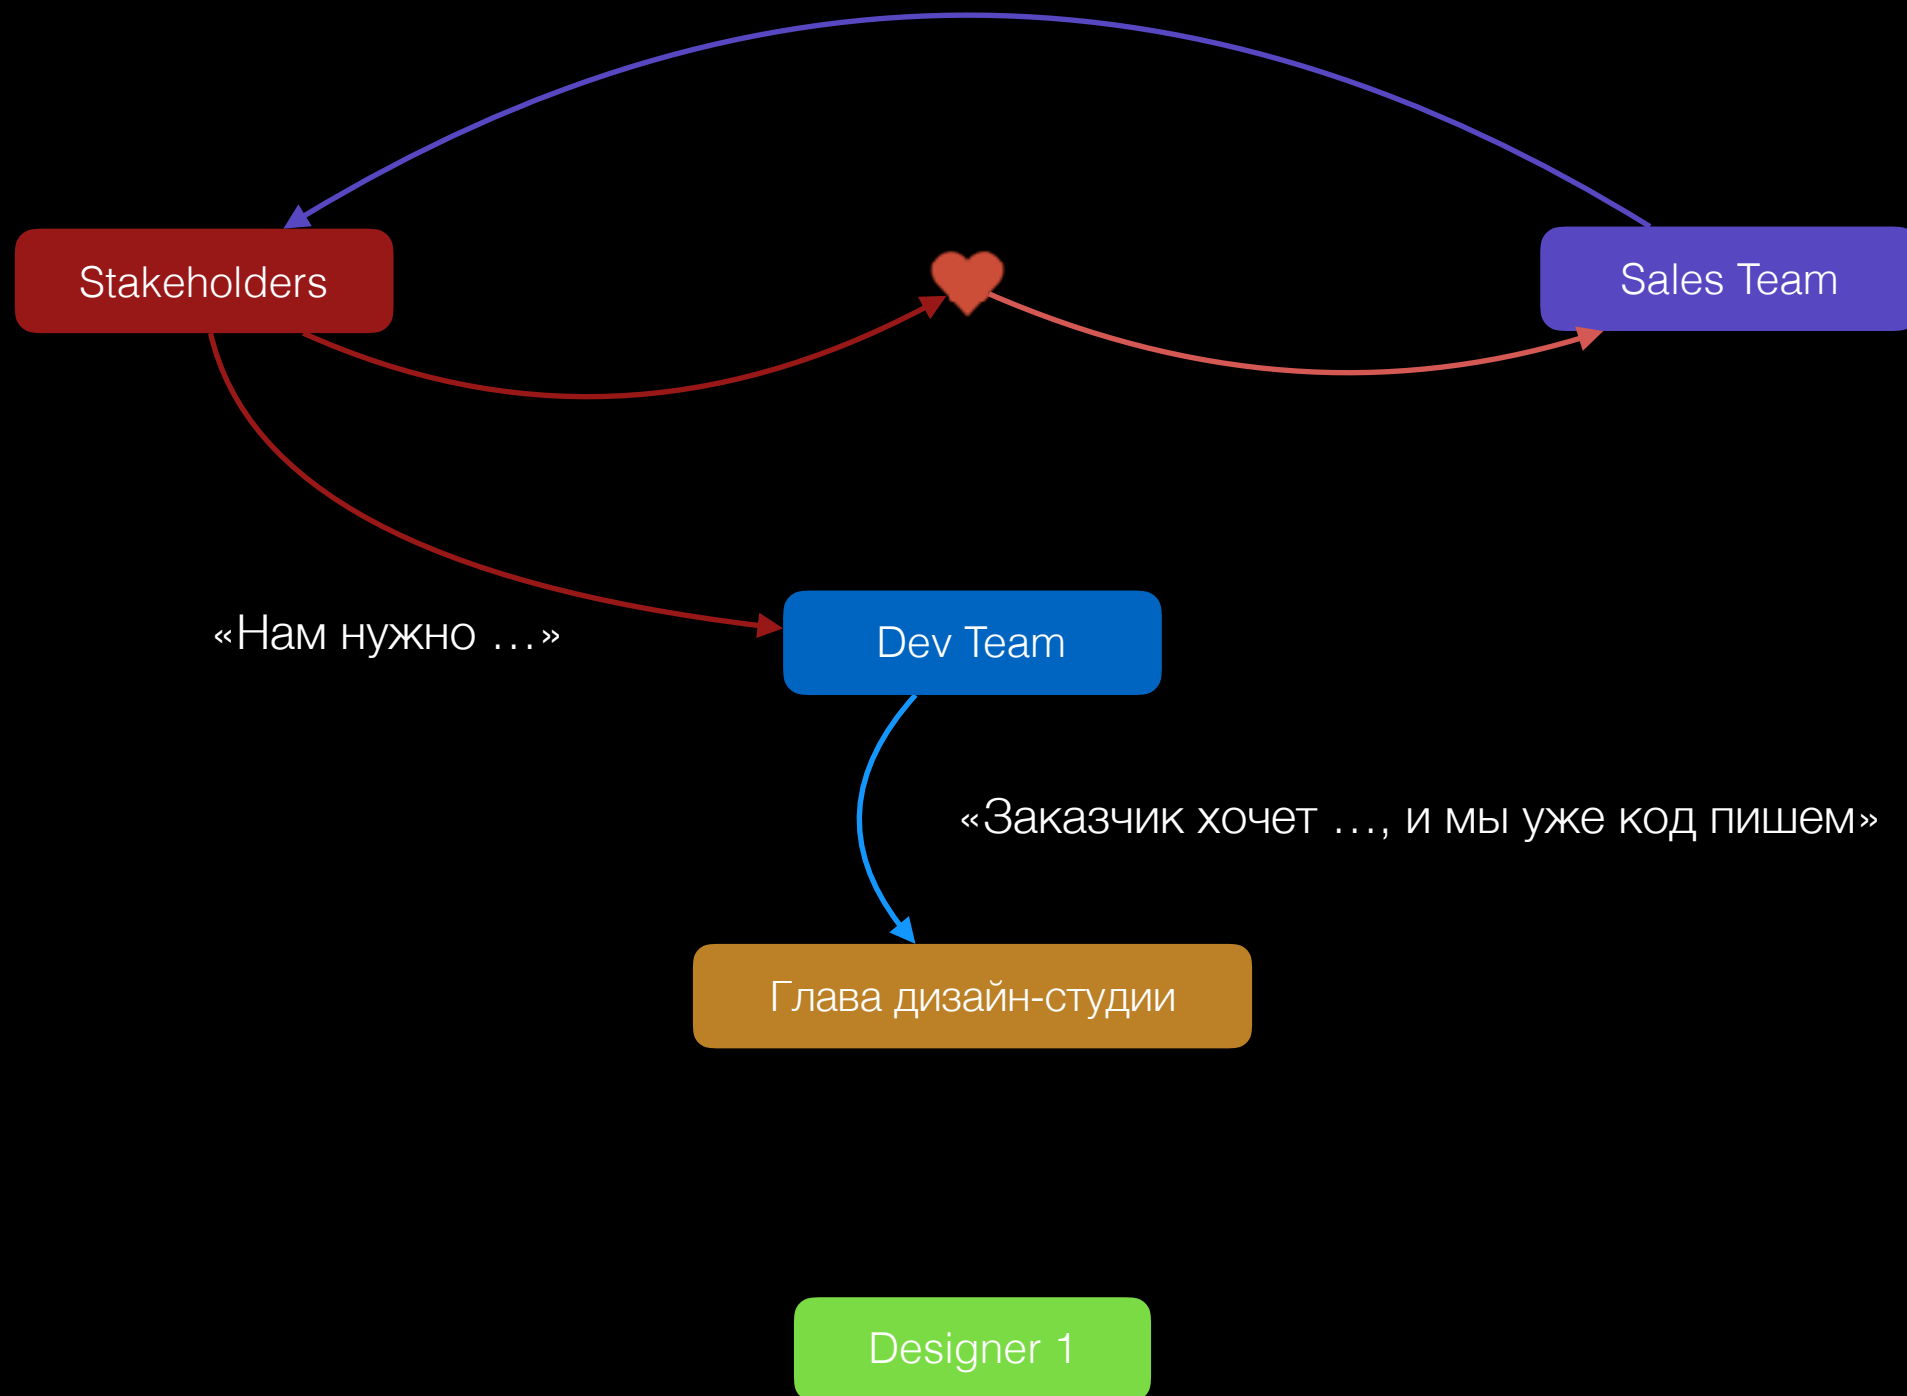 Stakeholders
Sales Team
«Нам нужно ...»
Dev Team
«Заказчик хочет ..., и мы уже код пишем»
Глава дизайн-студии
Designer 1